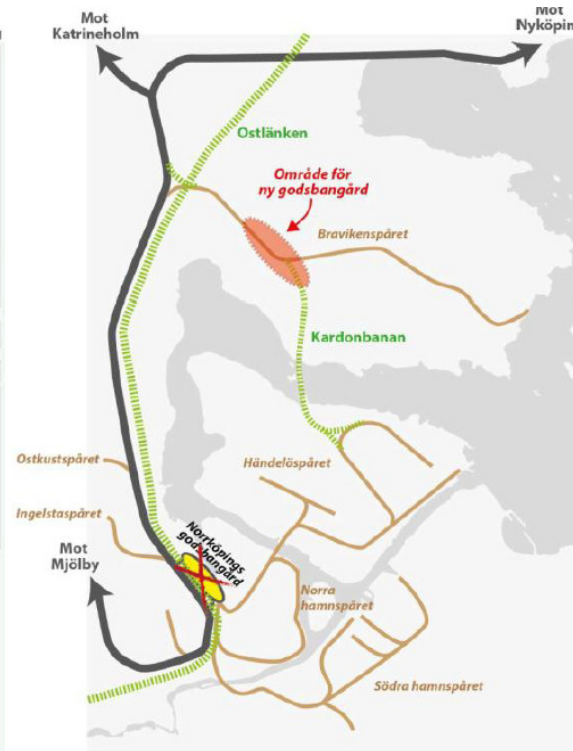 Mot
Katrineholm
Mot
Nyköpin
Ostlänken
Område för
ny godsbangård
Bravikenspåret
Kardonbanan
Ostkustspåret
Händelöspåret
Ingelstaspåret
Norrköpings
godsbangård
Mot
Mjölby
Norra
hamnspåret
Södra hamnspåret